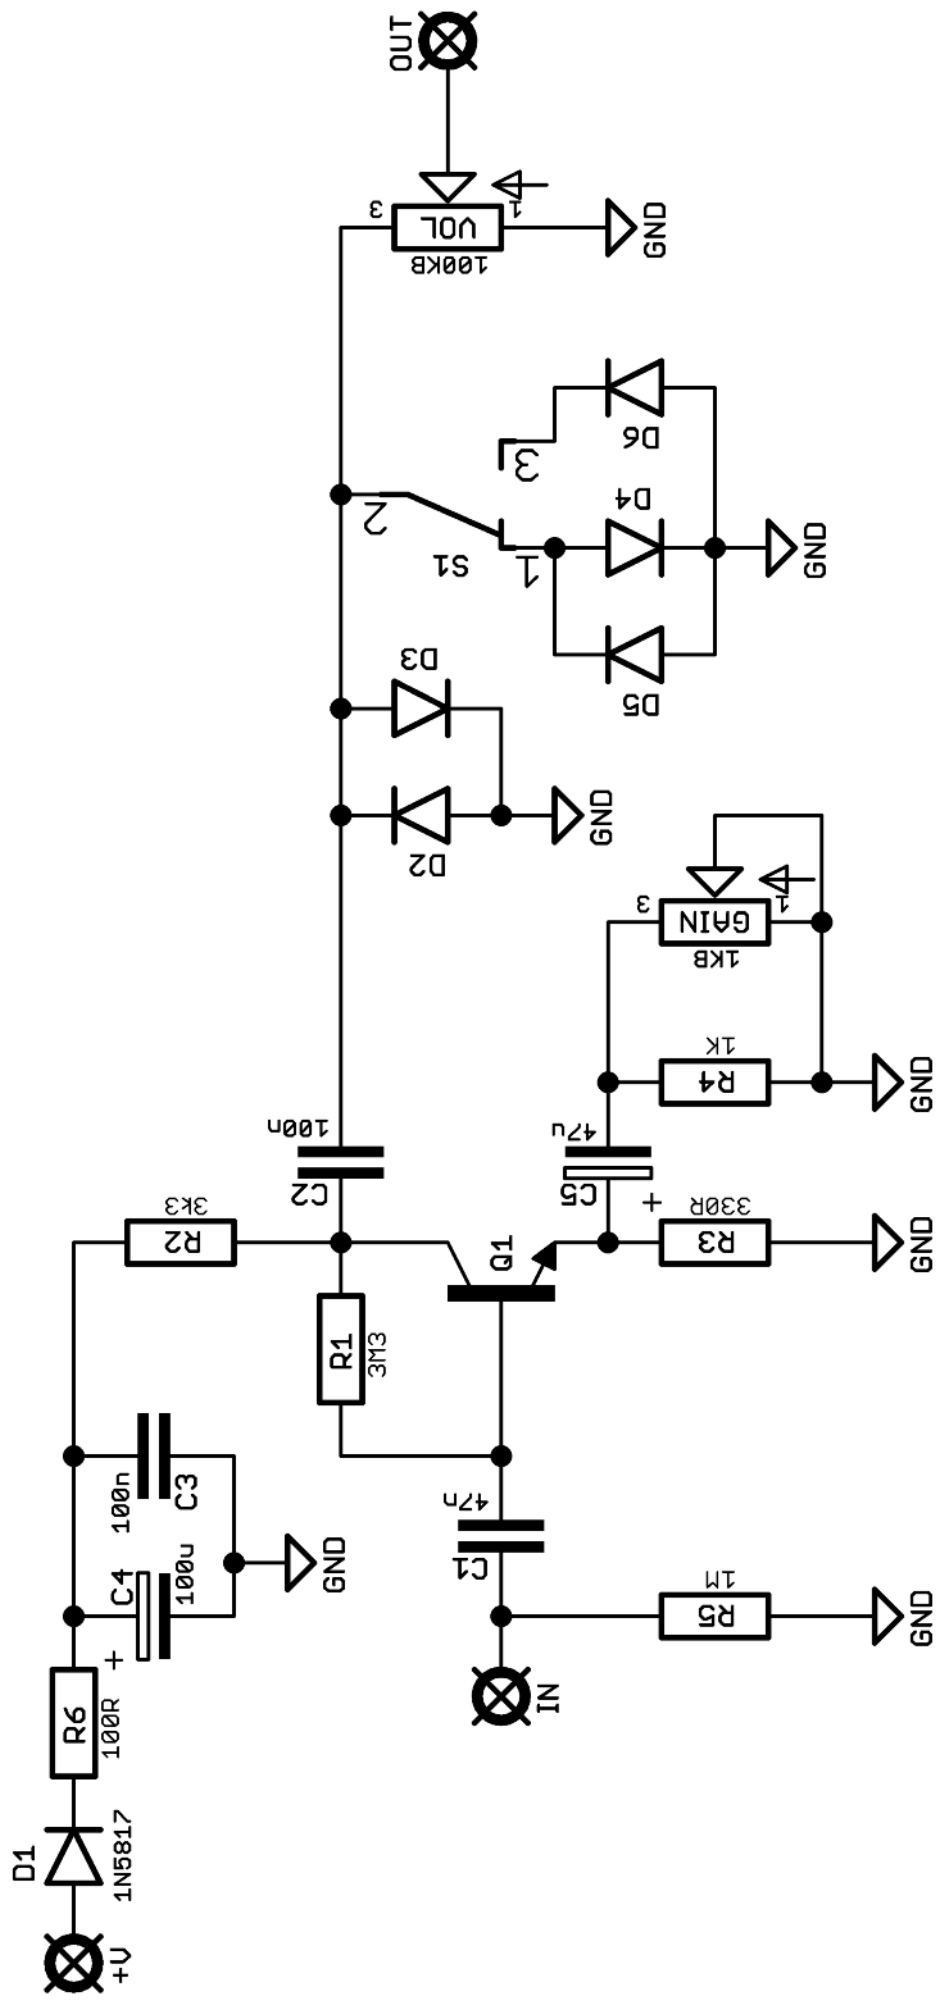 OUT
3
VOL
1
100KB
GND
D6
3
2
D4
S1
1
GND
D3
D5
D2
GND
3
GAIN
1
1KB
1K
R4
GND
100n
C2
47u
C5
+
3k3
R2
Q1
330R
R3
GND
R1
3M3
100n
C3
C4
100u
+
GND
47n
C1
1M
R5
GND
R6
100R
IN
D1
1N5817
+V